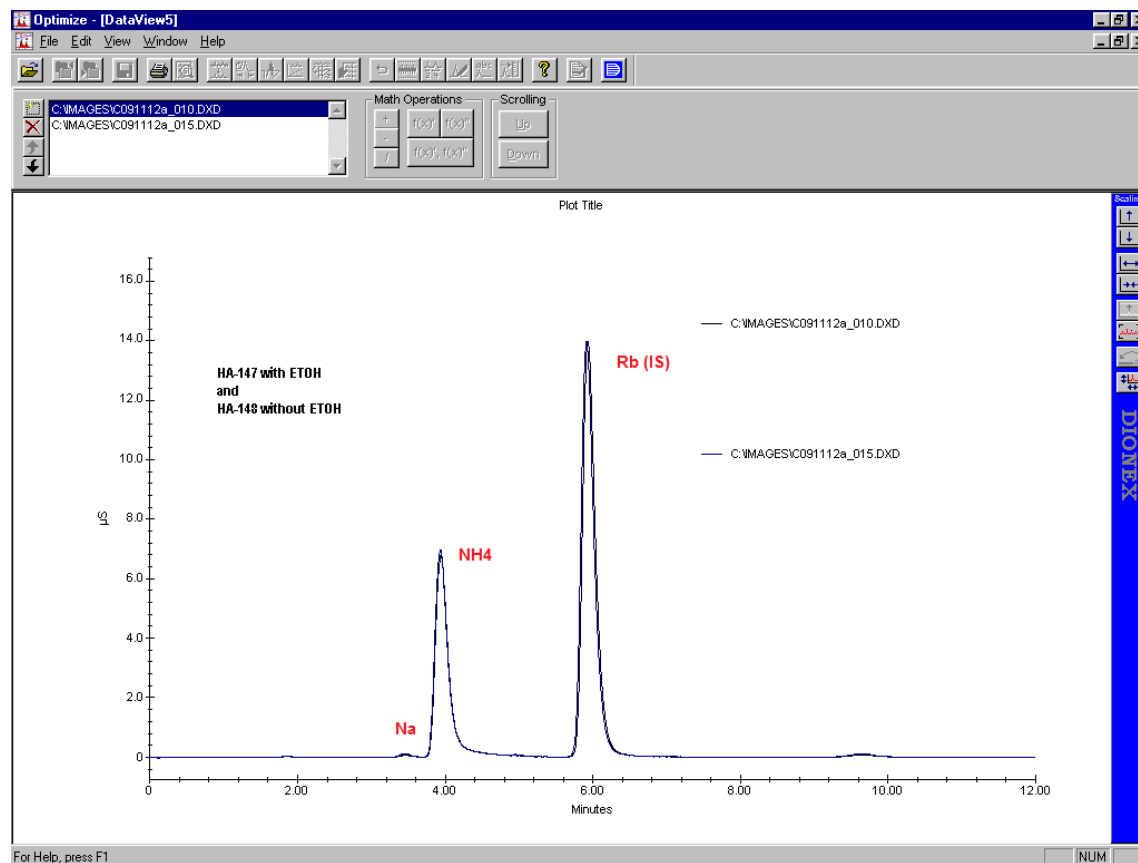 Optimize - [DataView5]
File Edit View Window Help
C:\IMAGES\C091112a_010.DXD
C:\IMAGES\C091112a_015.DXD
Math Operations
+ f(x)' f(x)"
-
/ f(x)', f(x)"
Scrolling
Up
Down
Scaling
Plot Title
16.0
14.0
12.0
10.0
8.0
6.0
4.0
2.0
0
µS
C:\IMAGES\C091112a_010.DXD
Rb (IS)
HA-147 with ETOH
and
HA-148 without ETOH
C:\IMAGES\C091112a_015.DXD
NH4
Na
0 2.00 4.00 6.00 8.00 10.00 12.00
Minutes
DIONEX
For Help, press F1
NUM